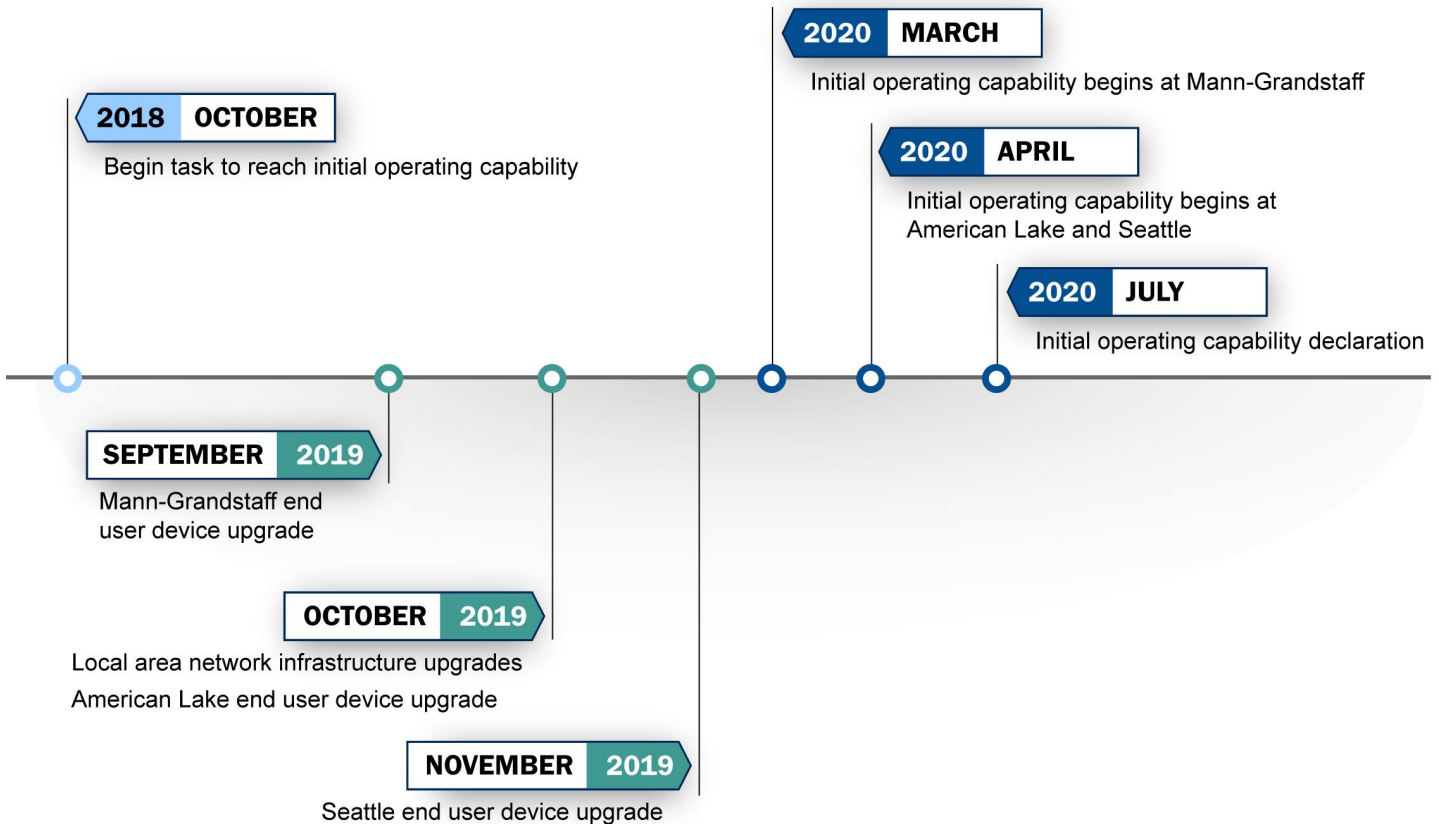 2018 OCTOBER
Begin task to reach initial operating capability
SEPTEMBER 2019
Mann-Grandstaff end
user device upgrade
OCTOBER 2019
Local area network infrastructure upgrades
American Lake end user device upgrade
NOVEMBER 2019
Seattle end user device upgrade
2020 MARCH
Initial operating capability begins at Mann-Grandstaff
2020 APRIL
Initial operating capability begins at
American Lake and Seattle
2020 JULY
Initial operating capability declaration